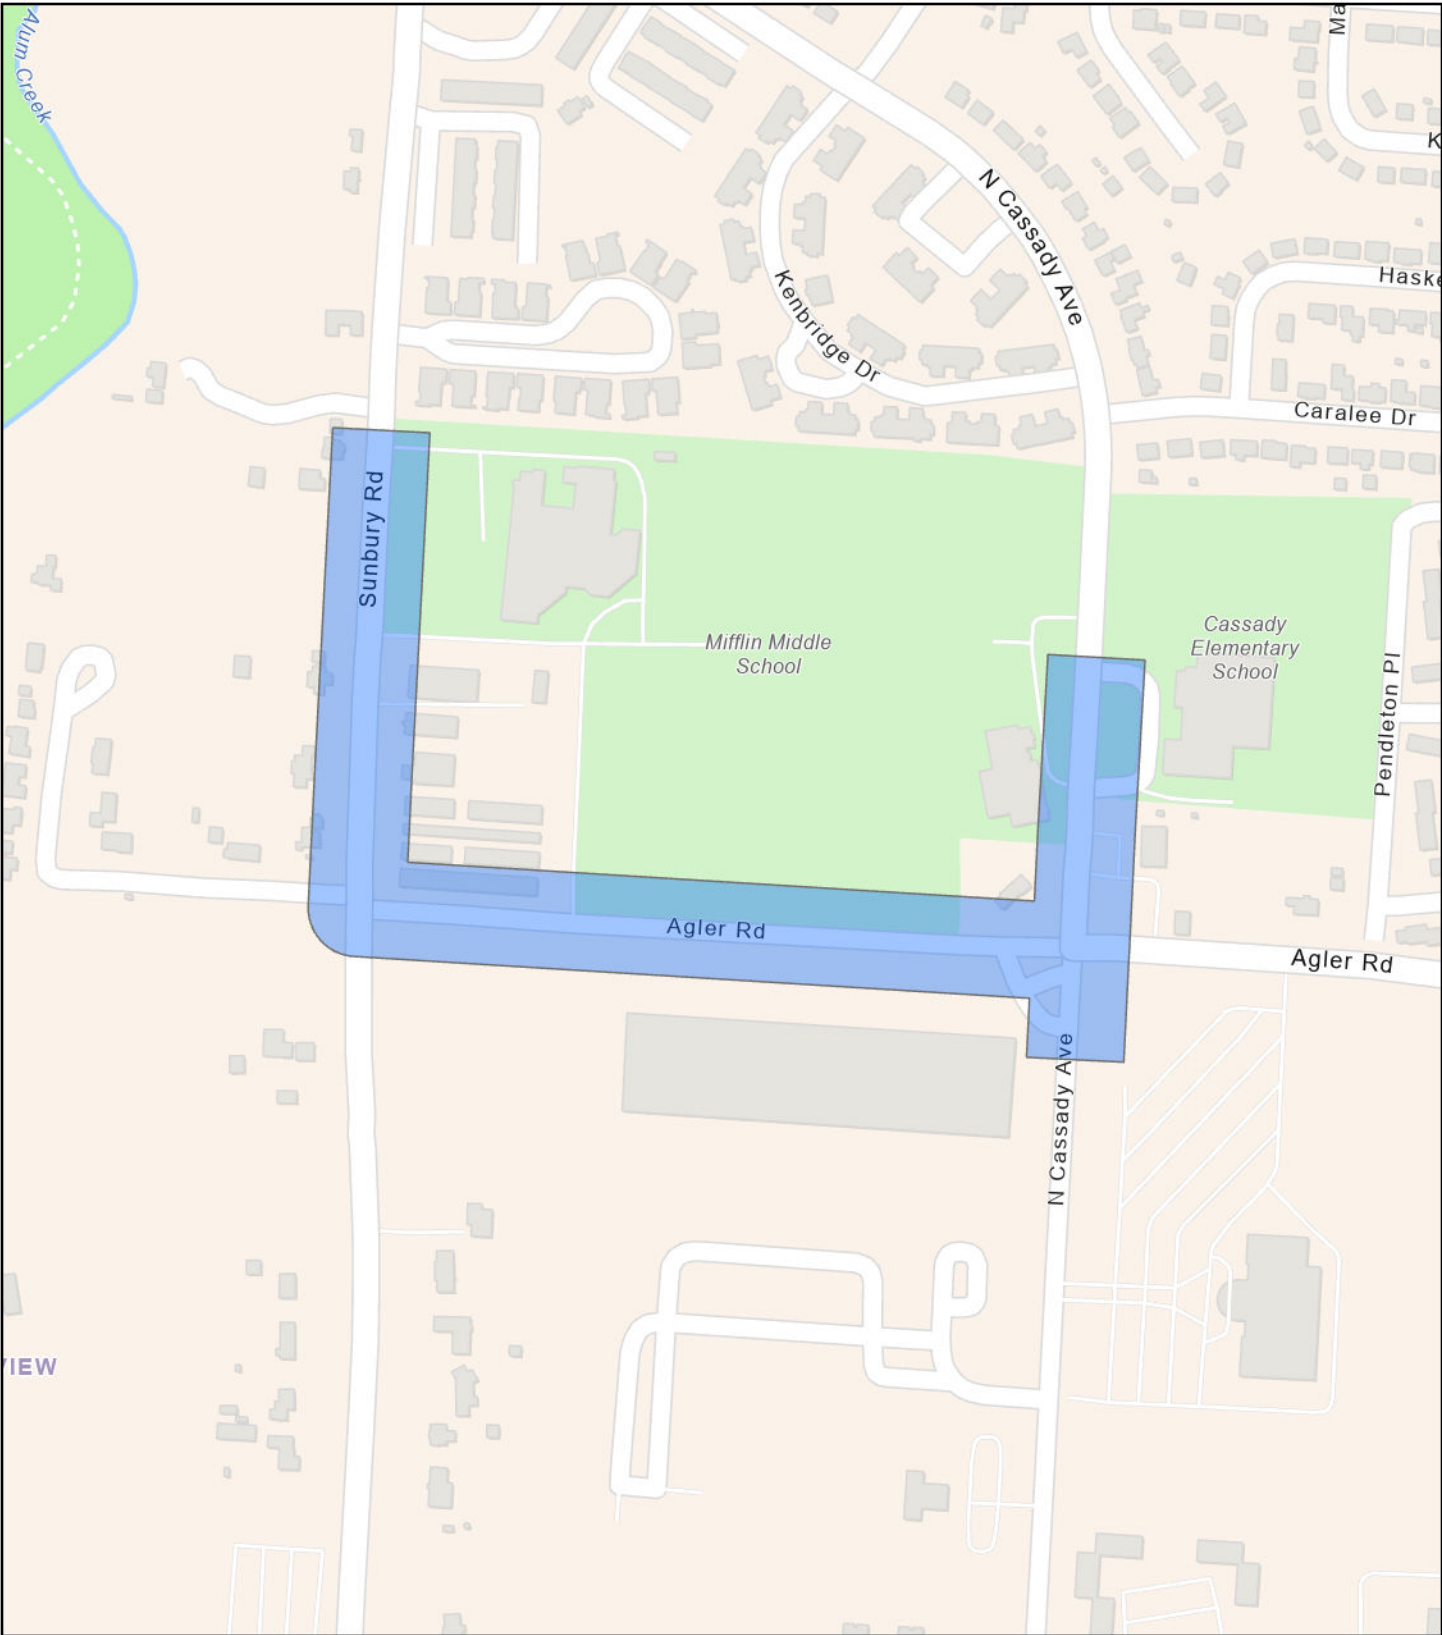 Alum Creek
Ma
K
N Cassady Ave
Haske
Kenbridge Dr
Caralee Dr
Sunbury Rd
Mifflin Middle
School
Cassady
Elementary
School
Pendleton Pl
Agler Rd
Agler Rd
N Cassady Ave
VIEW